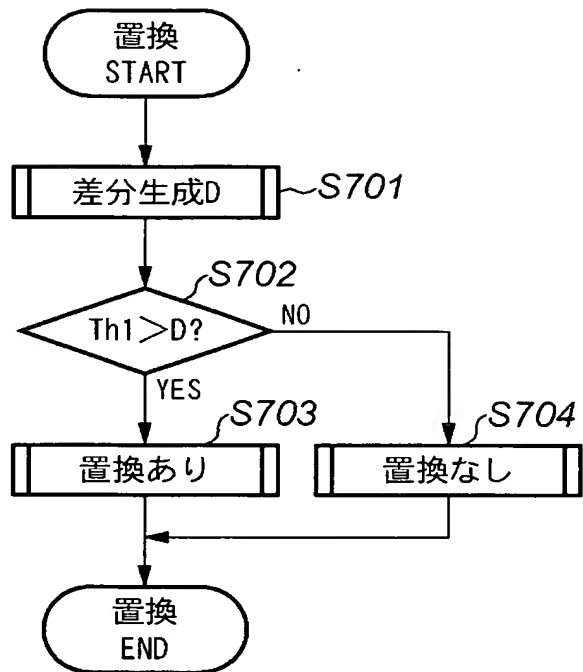 置換
START
差分生成D
S701
S702
Th1>D?
NO
YES
S703
S704
置換あり
置換なし
置換
END